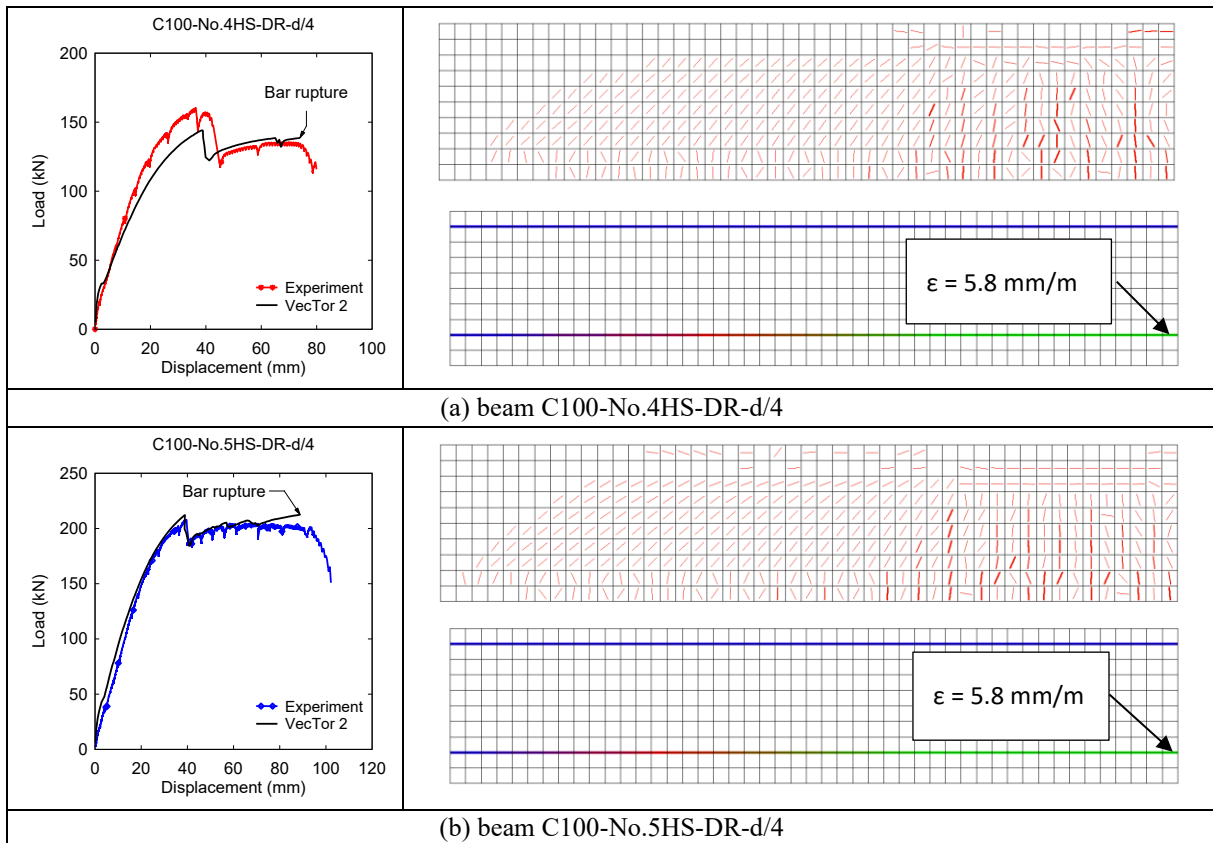 C100-No.4HS-DR-d/4
200
150
100
50
0
Load (kN)
Bar rupture
Experiment
VecTor 2
0 20 40 60 80 100
Displacement (mm)
ε = 5.8 mm/m
(a) beam C100-No.4HS-DR-d/4
C100-No.5HS-DR-d/4
250
200
150
100
50
0
Load (kN)
Bar rupture
Experiment
VecTor 2
0 20 40 60 80 100 120
Displacement (mm)
ε = 5.8 mm/m
(b) beam C100-No.5HS-DR-d/4